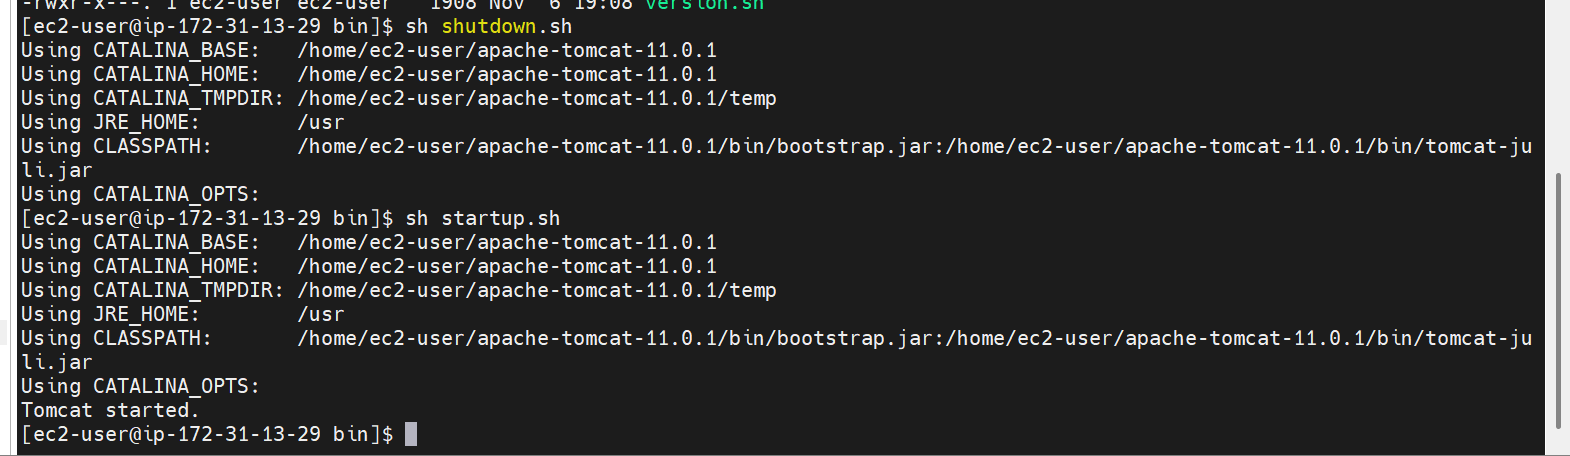 -rwxr-x---. 1 ec2-user ec2-user   1908 Nov  6 19:08 version.sh
[ec2-user@ip-172-31-13-29 bin]$ sh shutdown.sh
Using CATALINA_BASE:   /home/ec2-user/apache-tomcat-11.0.1
Using CATALINA_HOME:   /home/ec2-user/apache-tomcat-11.0.1
Using CATALINA_TMPDIR: /home/ec2-user/apache-tomcat-11.0.1/temp
Using JRE_HOME:        /usr
Using CLASSPATH:       /home/ec2-user/apache-tomcat-11.0.1/bin/bootstrap.jar:/home/ec2-user/apache-tomcat-11.0.1/bin/tomcat-ju
li.jar
Using CATALINA_OPTS:
[ec2-user@ip-172-31-13-29 bin]$ sh startup.sh
Using CATALINA_BASE:   /home/ec2-user/apache-tomcat-11.0.1
Using CATALINA_HOME:   /home/ec2-user/apache-tomcat-11.0.1
Using CATALINA_TMPDIR: /home/ec2-user/apache-tomcat-11.0.1/temp
Using JRE_HOME:        /usr
Using CLASSPATH:       /home/ec2-user/apache-tomcat-11.0.1/bin/bootstrap.jar:/home/ec2-user/apache-tomcat-11.0.1/bin/tomcat-ju
li.jar
Using CATALINA_OPTS:
Tomcat started.
[ec2-user@ip-172-31-13-29 bin]$